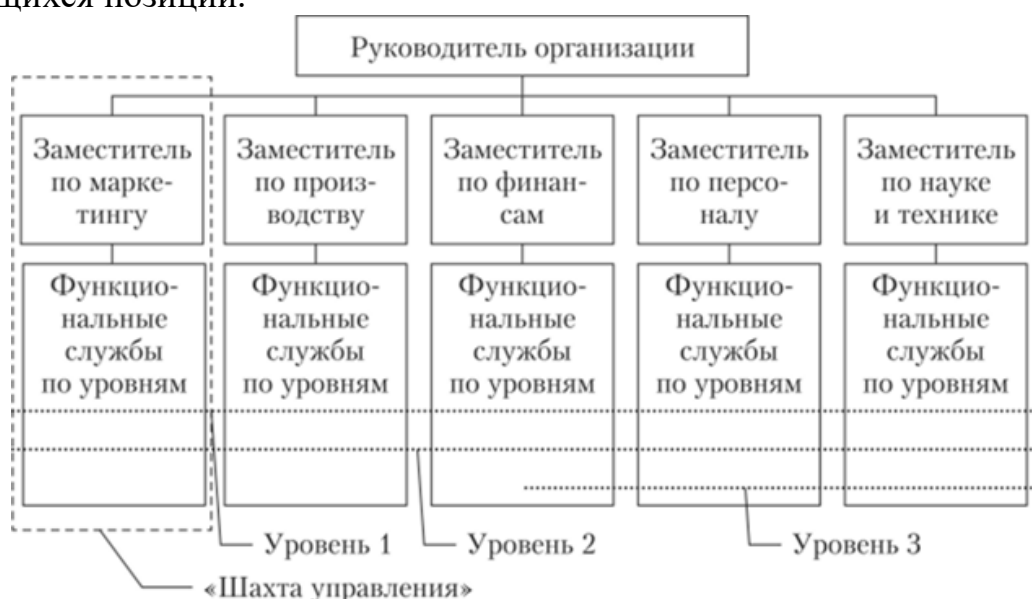 щихся позиций.
Руководитель организации
Заместитель
по марке-
тингу
Заместитель
по произ-
водству
Заместитель
по финан-
сам
Заместитель
по персо-
налу
Заместитель
по науке
и технике
Функцио-
нальные
службы
по уровням
Функцио-
нальные
службы
по уровням
Функцио-
нальные
службы
по уровням
Функцио-
нальные
службы
по уровням
Функцио-
нальные
службы
по уровням
Уровень 1
Уровень 2
Уровень 3
«Шахта управления»